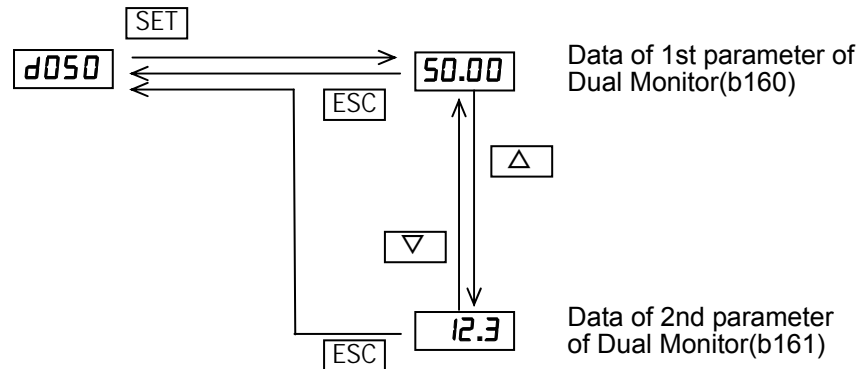 SET
d050
50.00
Data of 1st parameter of
Dual Monitor(b160)
ESC
12.3
Data of 2nd parameter
of Dual Monitor(b161)
ESC